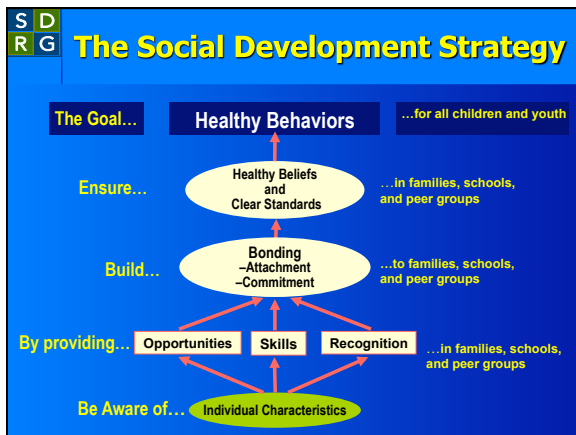 S D
R G
The Social Development Strategy
The Goal… Healthy Behaviors …for all children and youth
Ensure…
Healthy Beliefs
and
Clear Standards
…in families, schools,
and peer groups
Build…
Bonding
–Attachment
–Commitment
…to families, schools,
and peer groups
By providing… Opportunities Skills Recognition
…in families, schools,
and peer groups
Be Aware of… Individual Characteristics